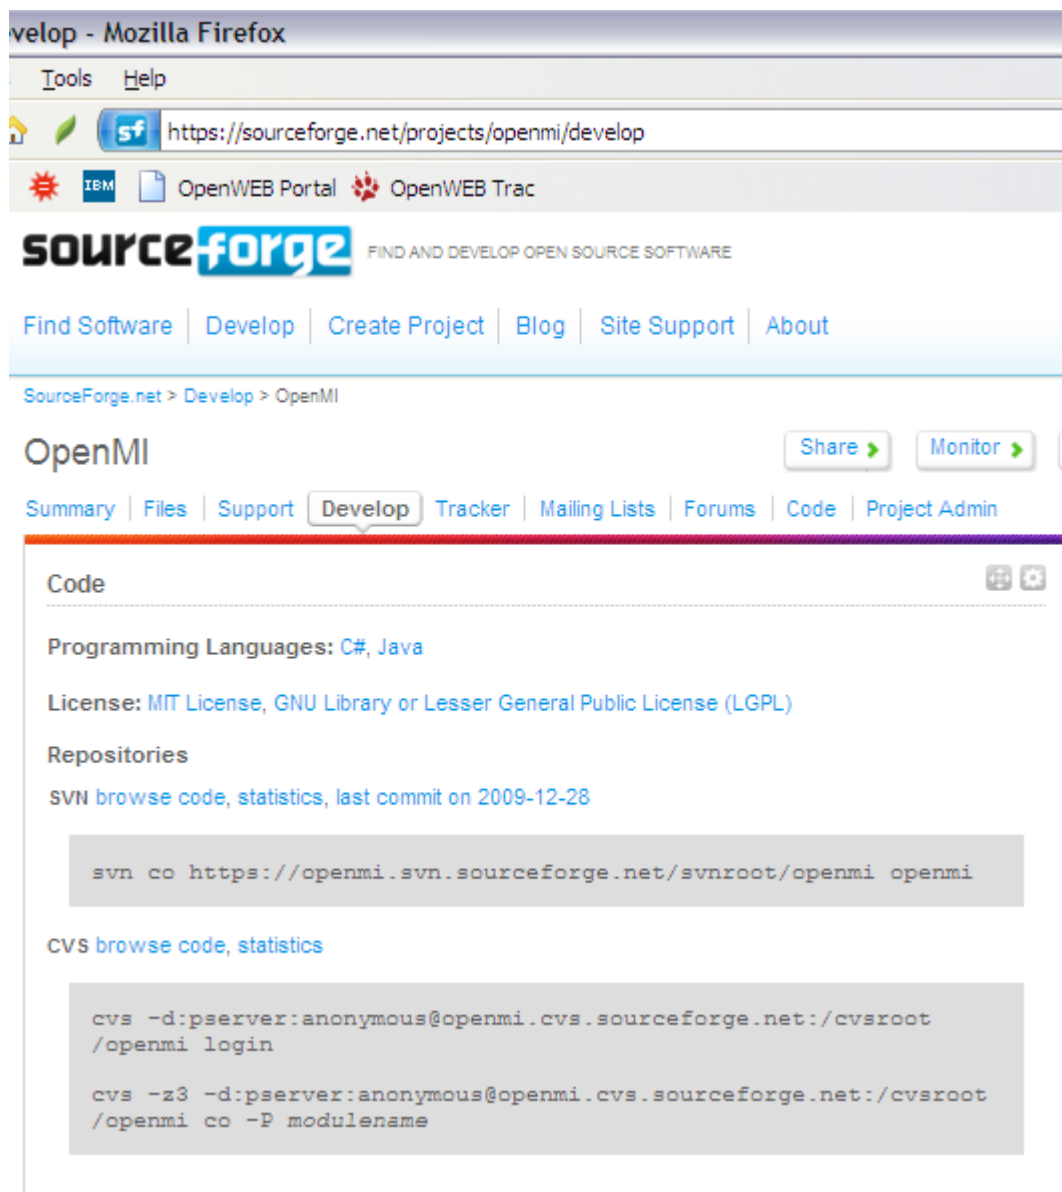 velop - Mozilla Firefox
Tools Help
sf https://sourceforge.net/projects/openmi/develop
IBM OpenWEB Portal OpenWEB Trac
sourceforge FIND AND DEVELOP OPEN SOURCE SOFTWARE
Find Software Develop Create Project Blog Site Support About
SourceForge.net > Develop > OpenMI
OpenMI Share Monitor
Summary Files Support Develop Tracker Mailing Lists Forums Code Project Admin
Code
Programming Languages: C#, Java
License: MIT License, GNU Library or Lesser General Public License (LGPL)
Repositories
SVN browse code, statistics, last commit on 2009-12-28
svn co https://openmi.svn.sourceforge.net/svnroot/openmi openmi
CVS browse code, statistics
cvs -d:pserver:anonymous@openmi.cvs.sourceforge.net:/cvsroot
/openmi login
cvs -z3 -d:pserver:anonymous@openmi.cvs.sourceforge.net:/cvsroot
/openmi co -P modulename